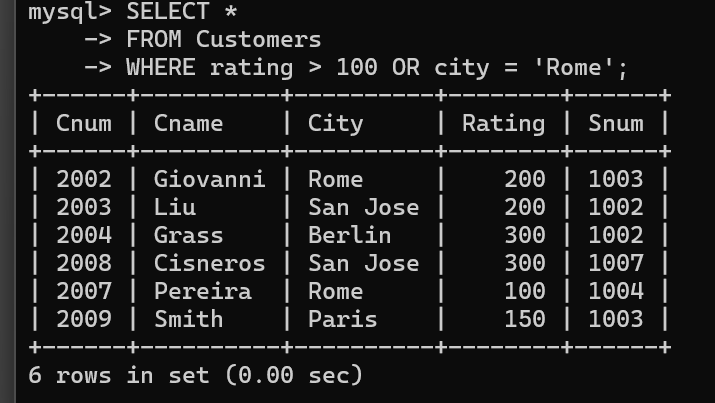 mysql> SELECT *
    -> FROM Customers
    -> WHERE rating > 100 OR city = 'Rome';
+------+----------+----------+--------+------+
| Cnum | Cname    | City     | Rating | Snum |
+------+----------+----------+--------+------+
| 2002 | Giovanni | Rome     |    200 | 1003 |
| 2003 | Liu      | San Jose |    200 | 1002 |
| 2004 | Grass    | Berlin   |    300 | 1002 |
| 2008 | Cisneros | San Jose |    300 | 1007 |
| 2007 | Pereira  | Rome     |    100 | 1004 |
| 2009 | Smith    | Paris    |    150 | 1003 |
+------+----------+----------+--------+------+
6 rows in set (0.00 sec)